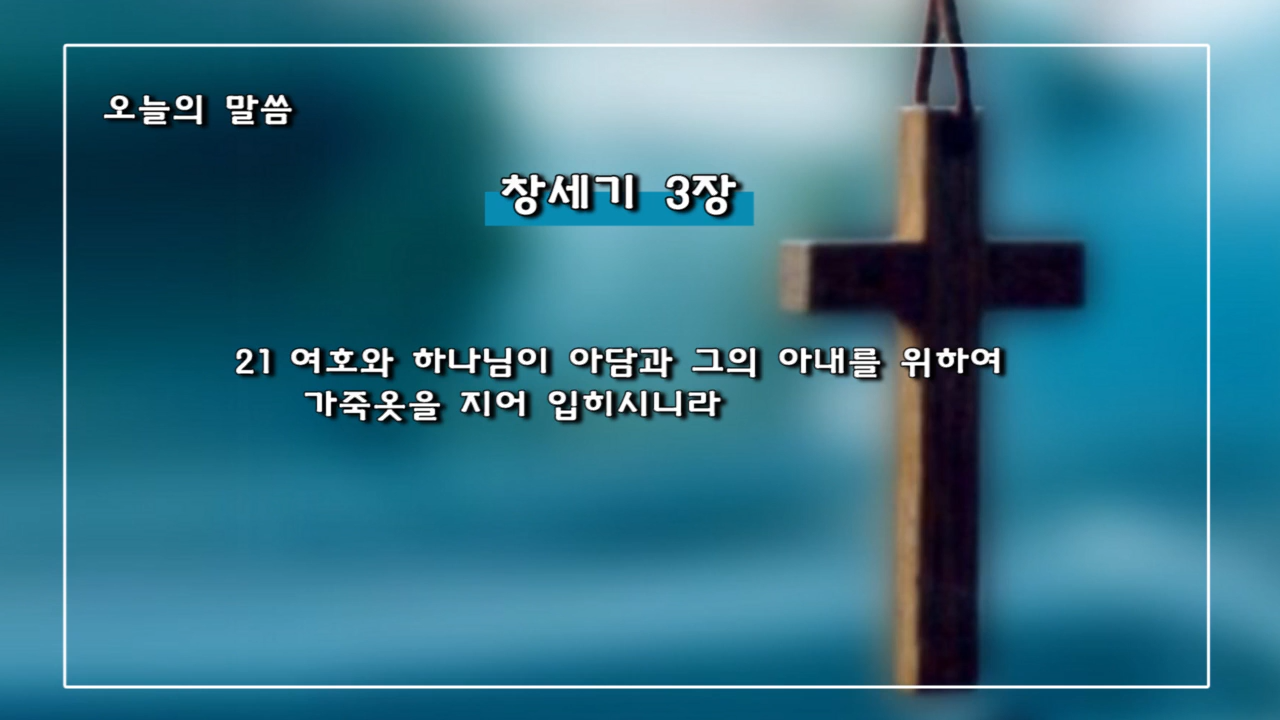 오늘의 말씀
창세기 3장
21 여호와 하나님이 아담과 그의 아내를 위하여
가죽옷을 지어 입히시니라